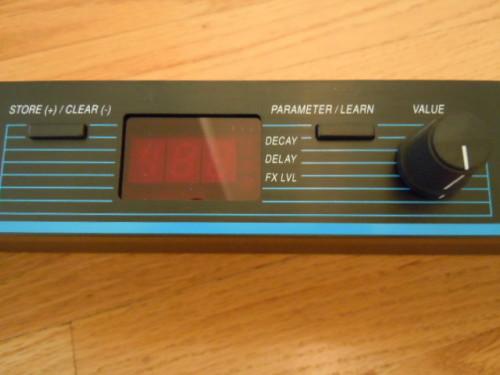 STORE (+) / CLEAR (-)
PARAMETER / LEARN
VALUE
DECAY
DELAY
FX LVL